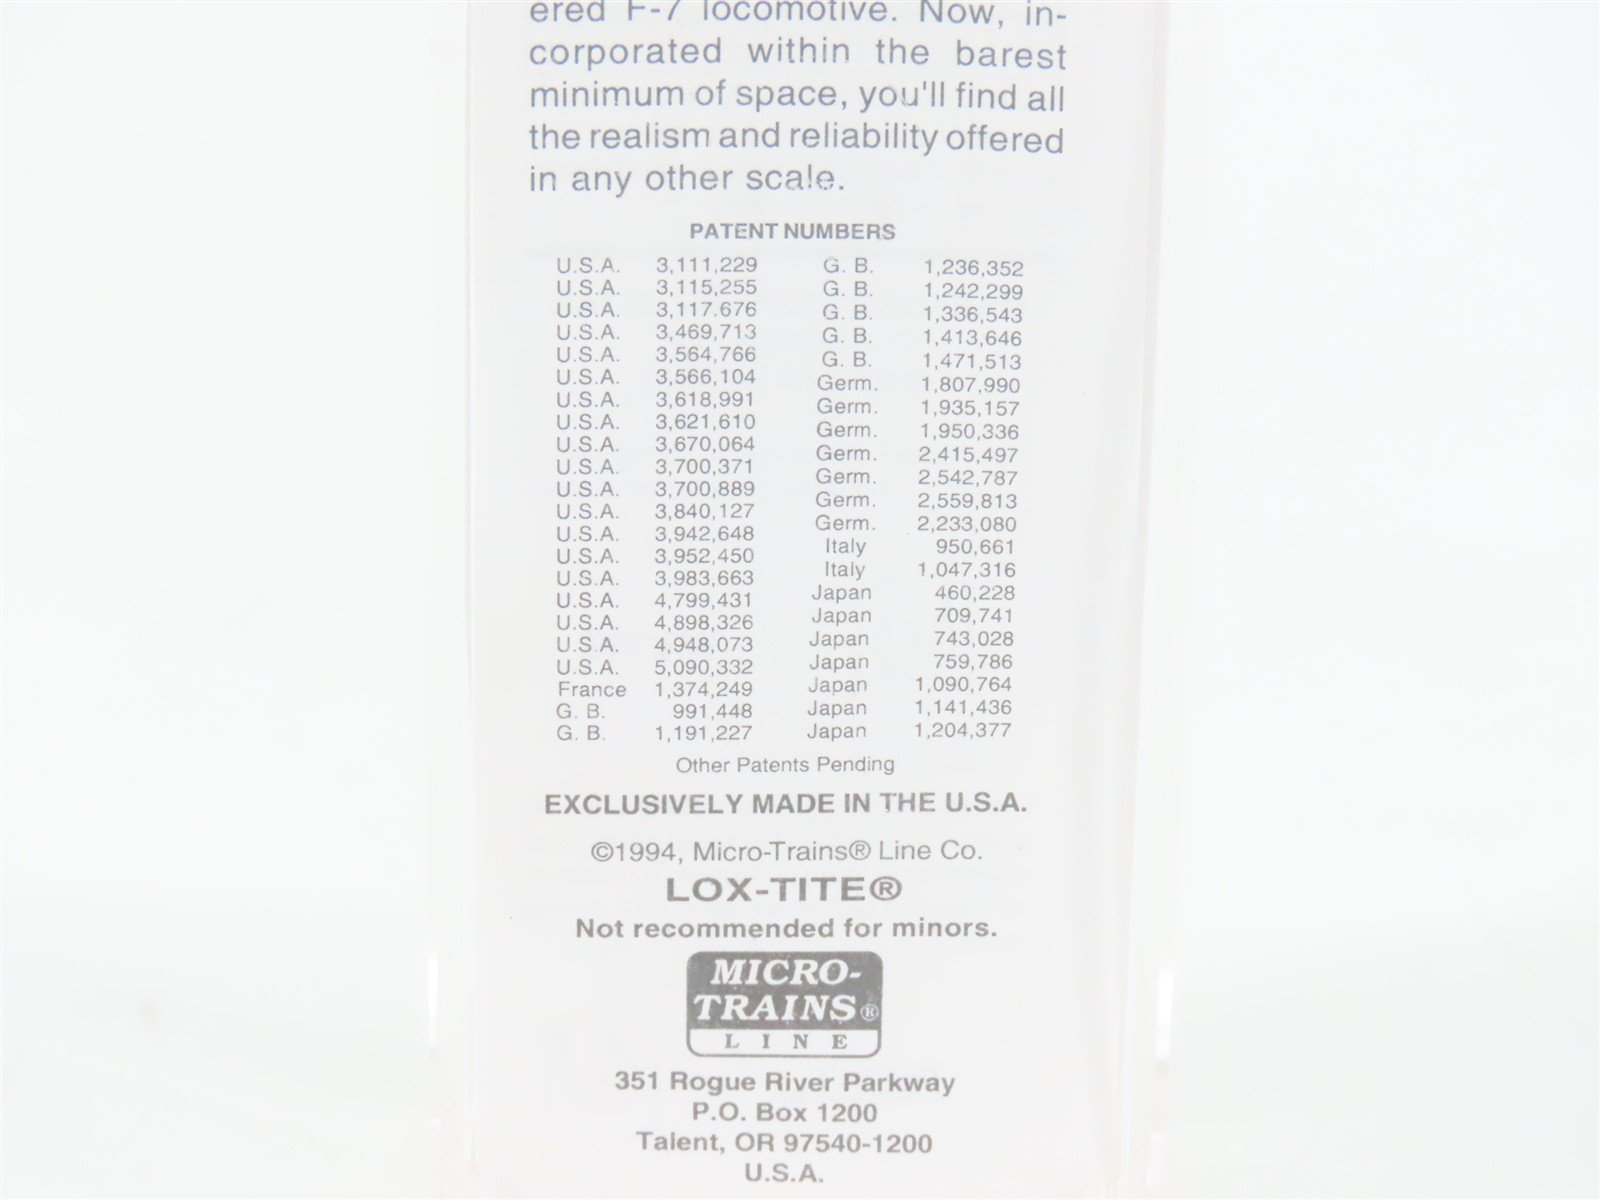 ered F-7 locomotive. Now, in-
corporated within the barest
minimum of space, you'll find all
the realism and reliability offered
in any other scale.
PATENT NUMBERS
U.S.A. 3,111,229
U.S.A. 3,115,255
U.S.A. 3,117.676
U.S.A. 3,469,713
U.S.A. 3,564,766
U.S.A. 3,566,104
U.S.A. 3,618,991
U.S.A. 3,621,610
U.S.A. 3,670,064
U.S.A. 3,700,371
U.S.A. 3,700,889
U.S.A. 3,840,127
U.S.A. 3,942,648
U.S.A. 3,952,450
U.S.A. 3,983,663
U.S.A. 4,799,431
U.S.A. 4,898,326
U.S.A. 4,948,073
U.S.A. 5,090,332
France 1,374,249
G. B. 991,448
G. B. 1,191,227
G. B. 1,236,352
G. B. 1,242,299
G. B. 1,336,543
G. B. 1,413,646
G. B. 1,471,513
Germ. 1,807,990
Germ. 1,935,157
Germ. 1,950,336
Germ. 2,415,497
Germ. 2,542,787
Germ. 2,559,813
Germ. 2,233,080
Italy 950,661
Italy 1,047,316
Japan 460,228
Japan 709,741
Japan 743,028
Japan 759,786
Japan 1,090,764
Japan 1,141,436
Japan 1,204,377
Other Patents Pending
EXCLUSIVELY MADE IN THE U.S.A.
©1994, Micro-Trains® Line Co.
LOX-TITE®
Not recommended for minors.
MICRO-
TRAINS®
LINE
351 Rogue River Parkway
P.O. Box 1200
Talent, OR 97540-1200
U.S.A.